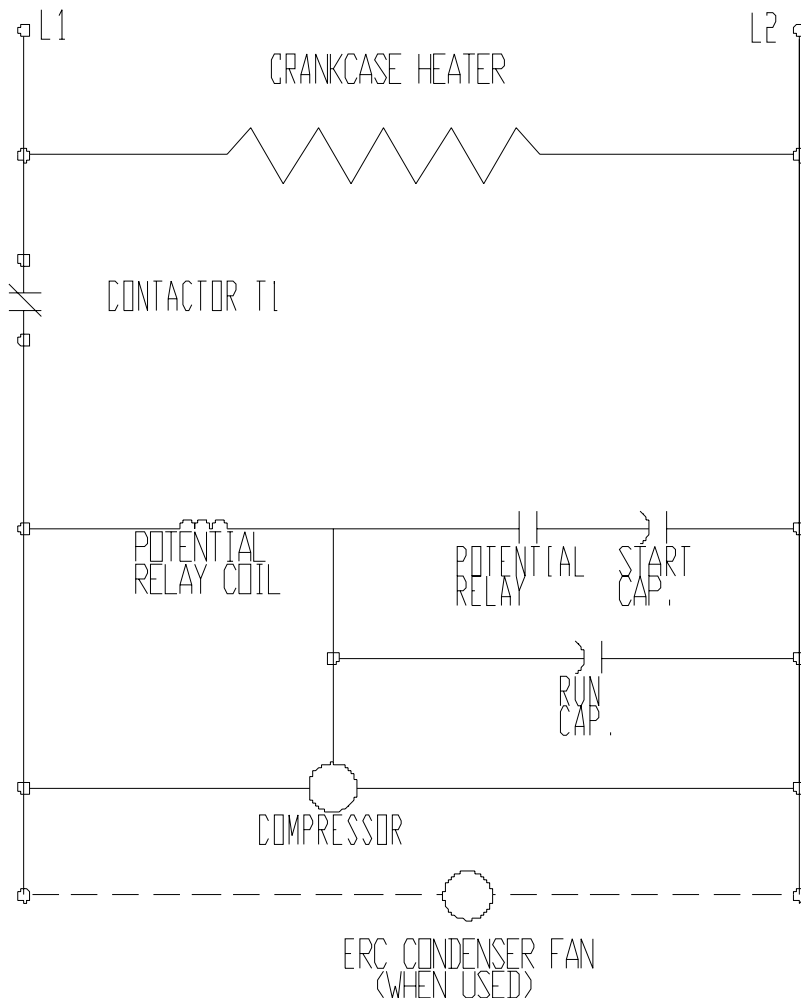 L1
L2
CRANKCASE HEATER
CONTACTOR T1
POTENTIAL
RELAY COIL
POTENTIAL
RELAY
START
CAP.
RUN
CAP.
COMPRESSOR
ERC CONDENSER FAN
(WHEN USED)